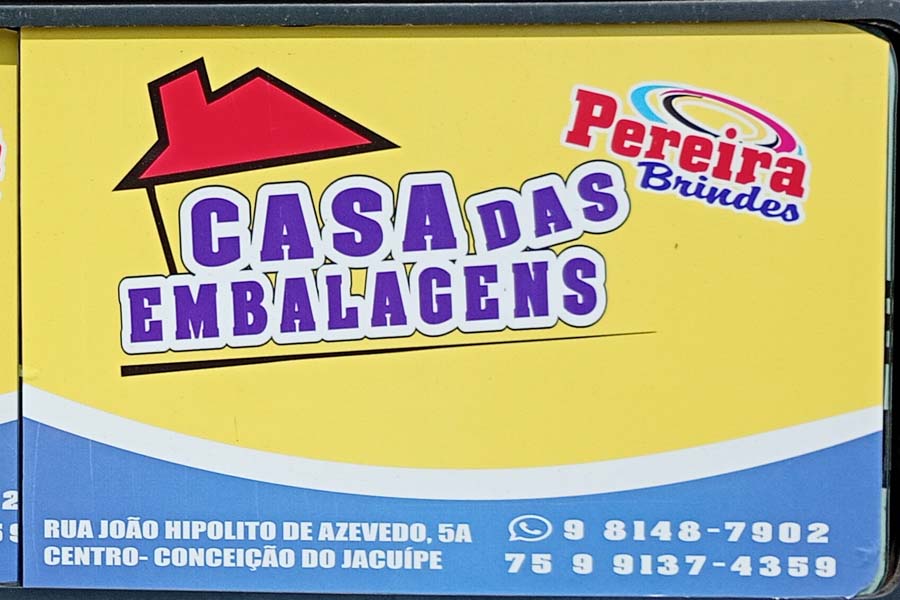 Pereira
Brindes
CASA DAS
EMBALAGENS
RUA JOÃO HIPOLITO DE AZEVEDO, 5A
CENTRO- CONCEIÇÃO DO JACUÍPE
9 8148-7902
75 9 9137-4359